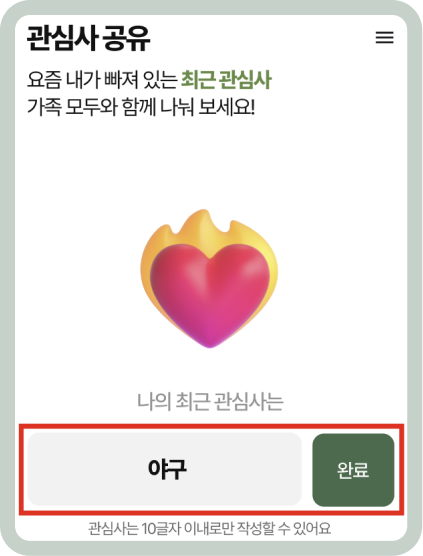 관심사 공유
요즘 내가 빠져 있는 최근 관심사
가족 모두와 함께 나눠 보세요!
나의 최근 관심사는
야구
완료
관심사는 10글자 이내로만 작성할 수 있어요